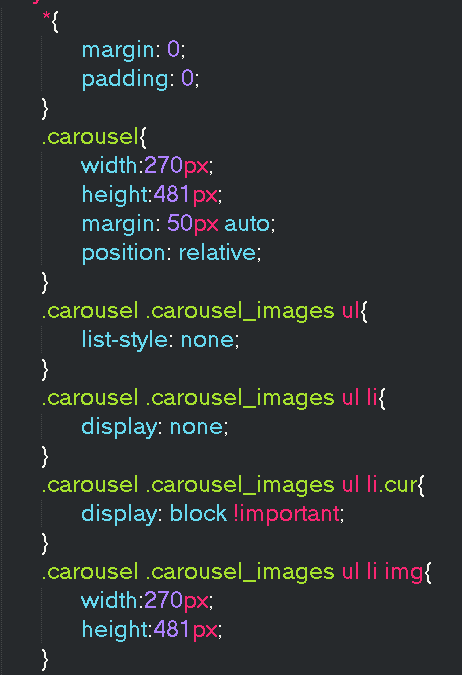 *{
margin: 0;
padding: 0;
}
.carousel{
width:270px;
height:481px;
margin: 50px auto;
position: relative;
}
.carousel .carousel_images ul{
list-style: none;
}
.carousel .carousel_images ul li{
display: none;
}
.carousel .carousel_images ul li.cur{
display: block !important;
}
.carousel .carousel_images ul li img{
width:270px;
height:481px;
}